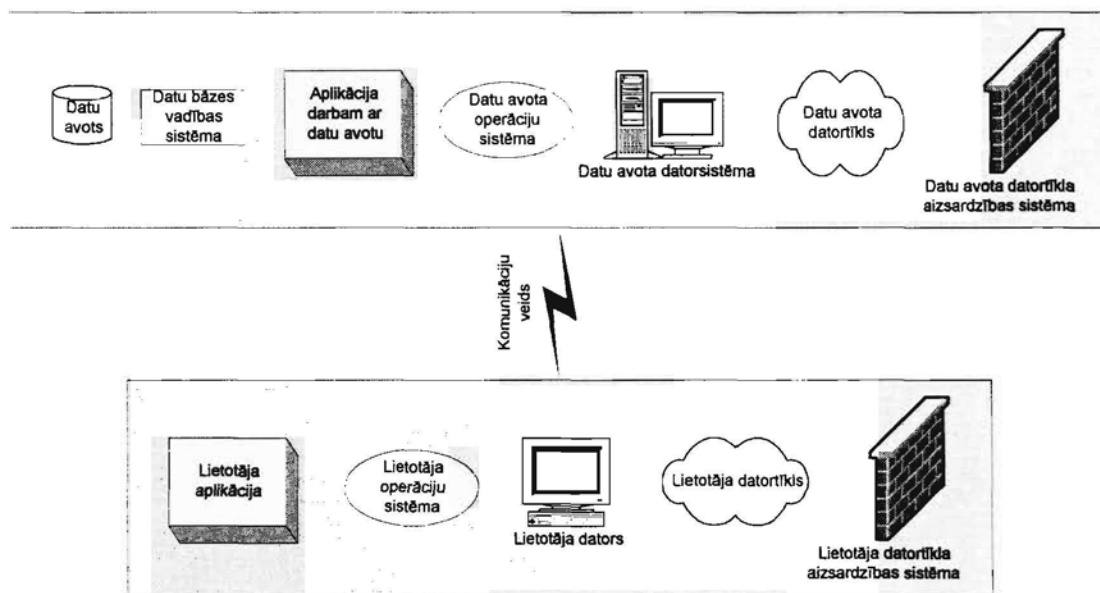 Datu
avots
Datu bāzes
vadības
sistēma
Aplikācija
darbam ar
datu avotu
Datu avota
operāciju
sistēma
Datu avota datorsistēma
Datu avota
datortīkls
Datu avota datortīkla
aizsardzības sistēma
Komunikāciju
veids
Lietotāja
aplikācija
Lietotāja
operāciju
sistēma
Lietotāja dators
Lietotāja datortīkls
Lietotāja datortīkla
aizsardzības sistēma